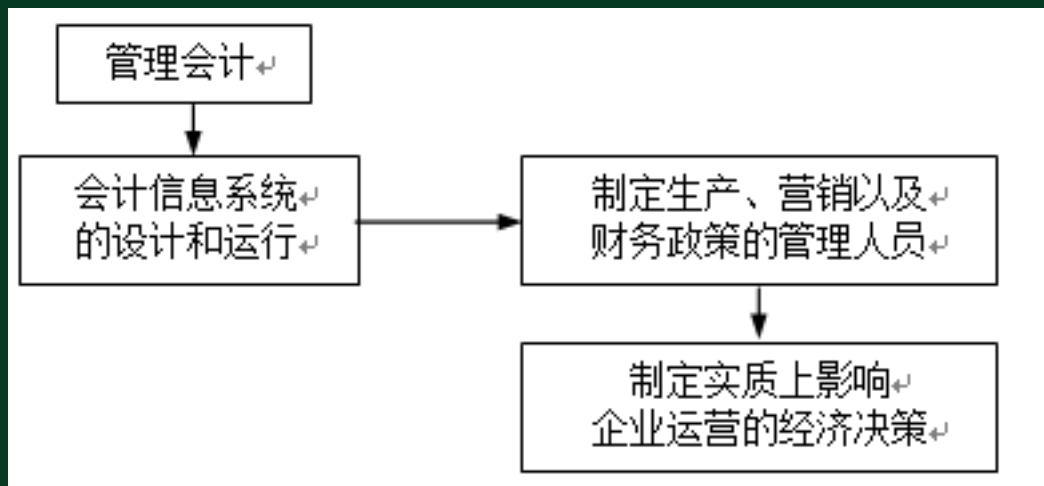 管理会计
会计信息系统
的设计和运行
制定生产、营销以及
财务政策的管理人员
制定实质上影响
企业运营的经济决策